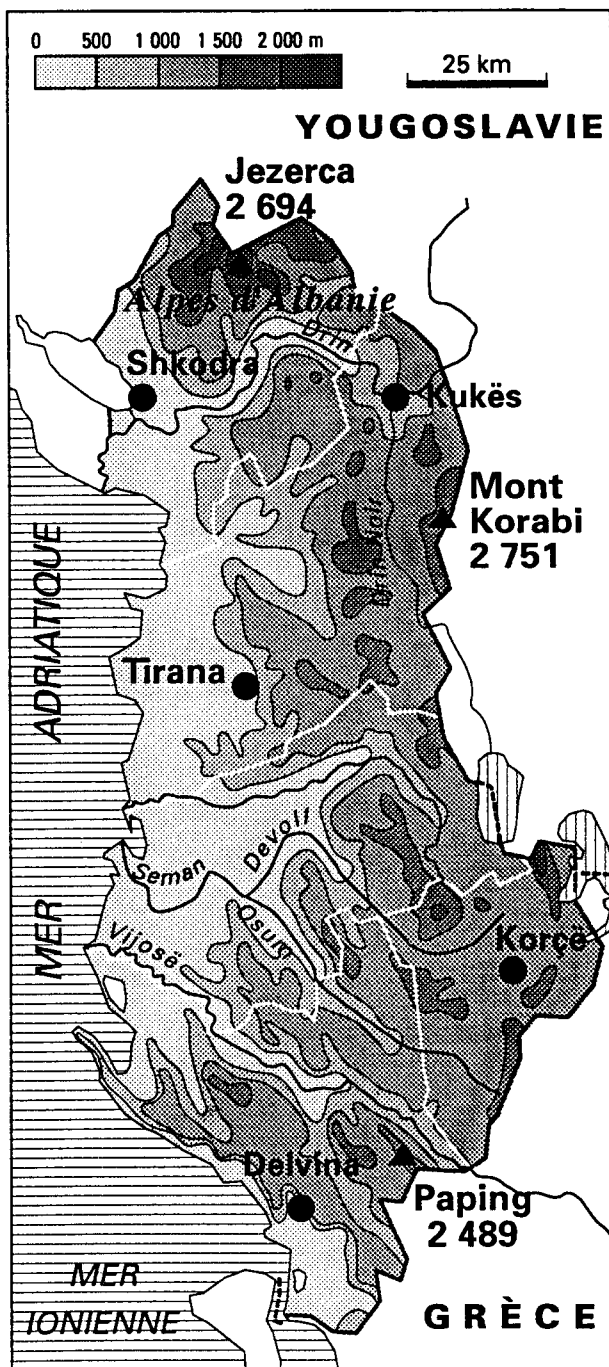 0 500 1 000 1 500 2 000 m
25 km
YOUGOSLAVIE
Jezerca
2 694
Alpes d'Albanie
Drin
Shkodra
Kukës
Mont
Korabi
2 751
Drin Noir
MER ADRIATIQUE
Tirana
Devoll
Seman
Osum
Vijosë
Korçë
Delvina
Paping
2 489
MER
IONIENNE
GRÈCE